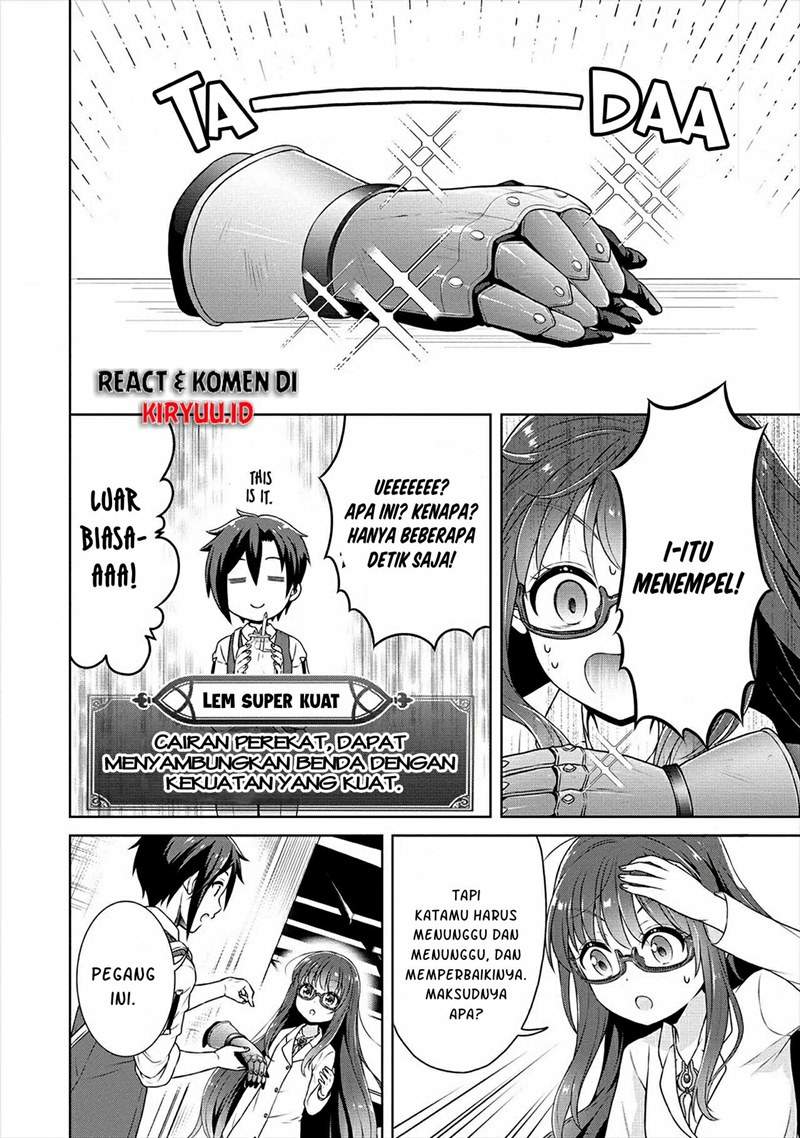 TA DAA
REACT & KOMEN DI
KIRYUU.ID
I-ITU
MENEMPEL!
UEEEEEEE?
APA INI? KENAPA?
HANYA BEBERAPA
DETIK SAJA!
THIS
IS IT.
LUAR
BIASA-
AAA!
LEM SUPER KUAT
CAIRAN PEREKAT, DAPAT
MENYAMBUNGKAN BENDA DENGAN
KEKUATAN YANG KUAT.
TAPI
KATAMU HARUS
MENUNGGU DAN
MENUNGGU, DAN
MEMPERBAIKINYA.
MAKSUDNYA
APA?
PEGANG
INI.